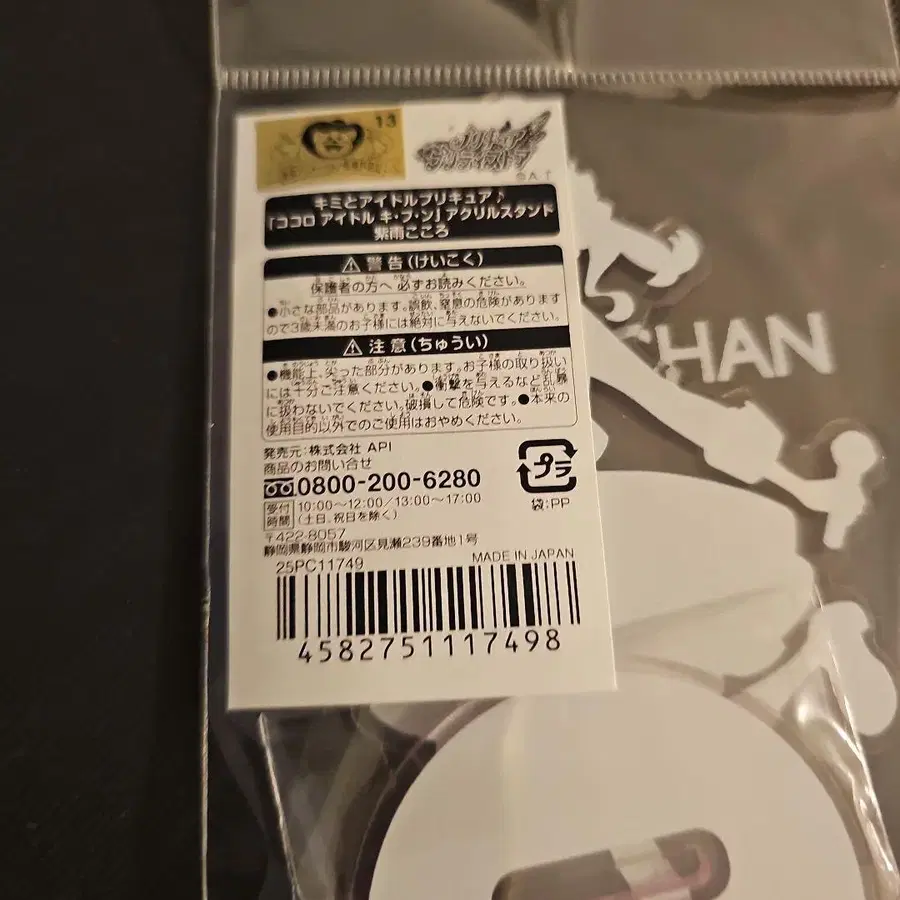 13
プリキュア
プリティストア
©A.T
キミとアイドルプリキュア♪
「ココロ アイドル キ・ブ・ン」アクリルスタンド
紫雨こころ
⚠警告(けいこく)
保護者の方へ 必ずお読みください。
●小さな部品があります。誤飲、窒息の危険があります
ので3歳未満のお子様には絶対に与えないでください。
⚠注意(ちゅうい)
●機能上、尖った部分があります。お子様の取り扱い
には十分ご注意ください。●衝撃を与えるなど乱暴
に扱わないでください。破損して危険です。●本来の
使用目的以外でのご使用はおやめください。
発売元:株式会社 API
商品のお問い合せ
0800-200-6280
受付時間 10:00〜12:00/13:00〜17:00
(土日、祝日を除く)
〒422-8057
静岡県静岡市駿河区見瀬239番地1号
プラ
袋:PP
25PC11749
MADE IN JAPAN
4582751117498
CHAN